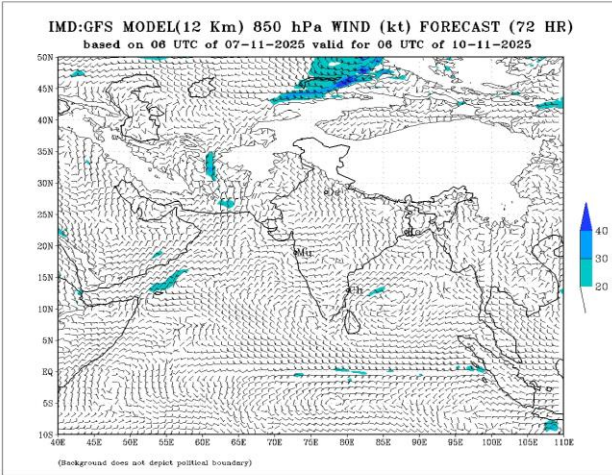 IMD:GFS MODEL(12 Km) 850 hPa WIND (kt) FORECAST (72 HR)
based on 06 UTC of 07-11-2025 valid for 06 UTC of 10-11-2025
50N
45N
40N
35N
30N
25N
20N
15N
10N
5N
EQ
5S
10S
Mu
Ch
40
30
20
40E 45E 50E 55E 60E 65E 70E 75E 80E 85E 90E 95E 100E 105E 110E
(Background does not depict political boundary)